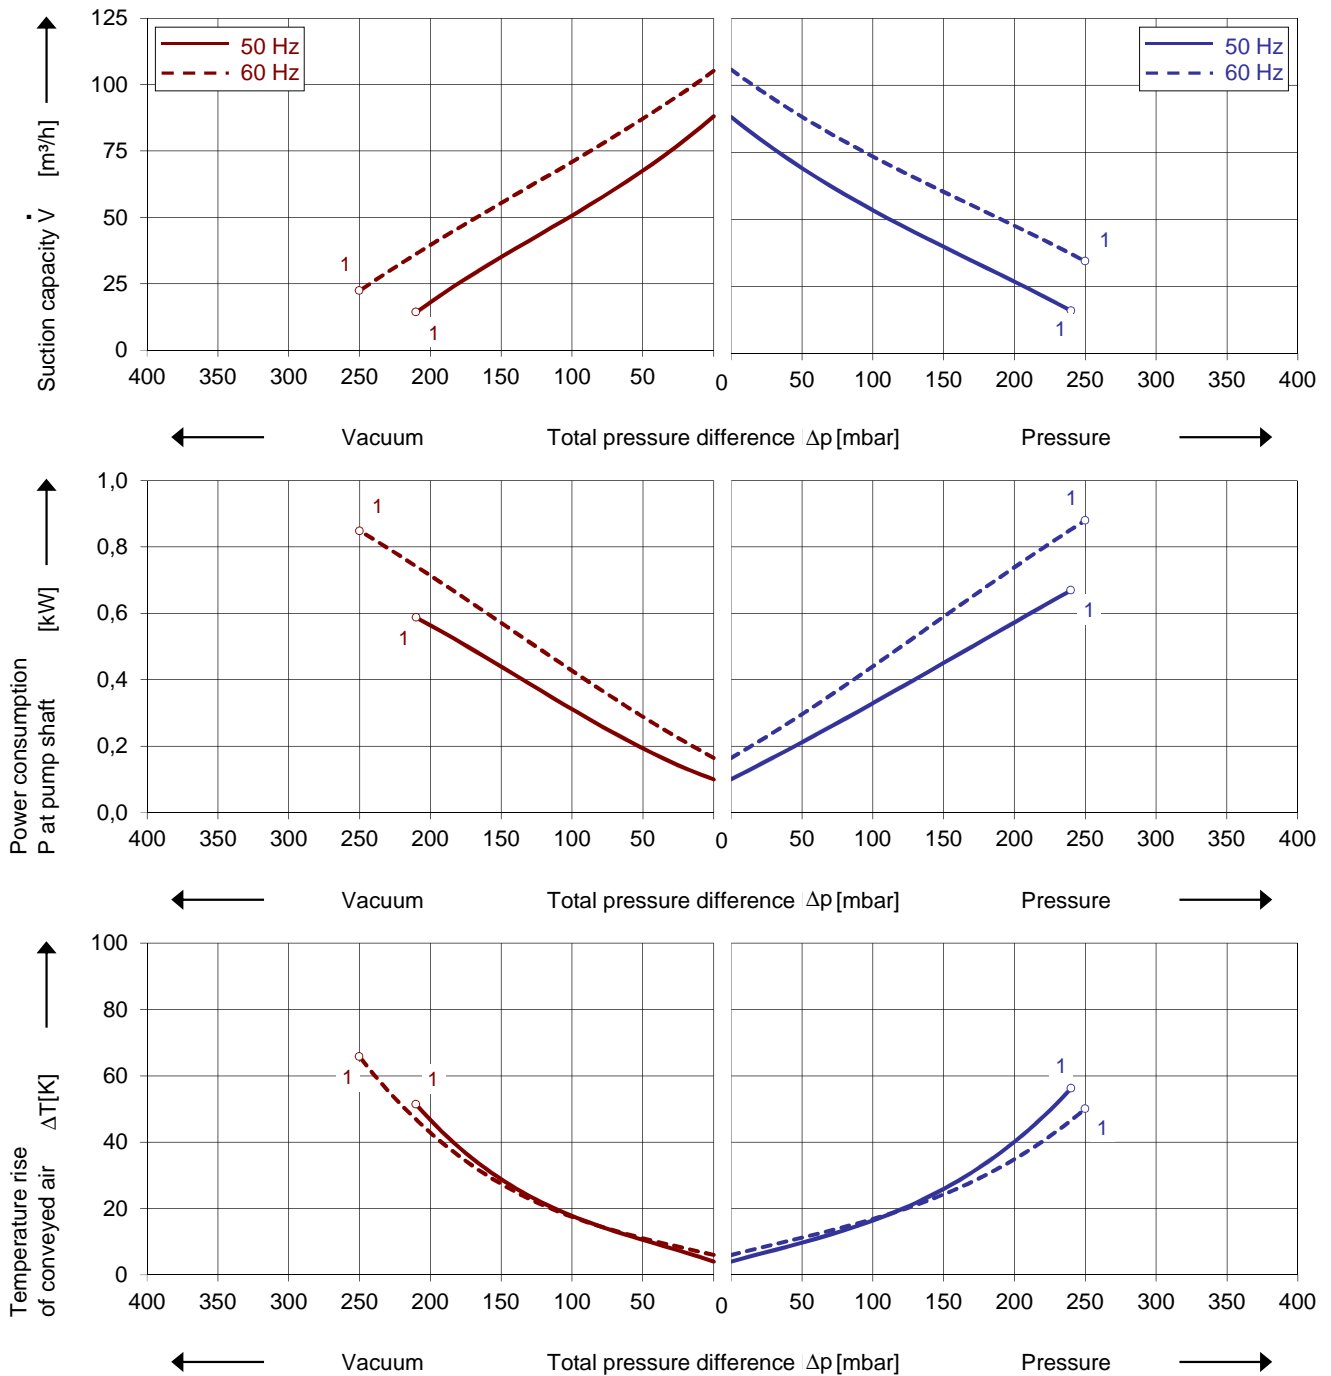 125
100
75
50
25
0
Suction capacity V̇ [m³/h]
50 Hz
60 Hz
50 Hz
60 Hz
1
1
1
1
400 350 300 250 200 150 100 50 0 50 100 150 200 250 300 350 400
Vacuum Total pressure difference Δp [mbar] Pressure
1,0
0,8
0,6
0,4
0,2
0,0
Power consumption
P at pump shaft [kW]
1
1
1
1
400 350 300 250 200 150 100 50 0 50 100 150 200 250 300 350 400
Vacuum Total pressure difference Δp [mbar] Pressure
100
80
60
40
20
0
Temperature rise
of conveyed air ΔT[K]
1
1
1
1
400 350 300 250 200 150 100 50 0 50 100 150 200 250 300 350 400
Vacuum Total pressure difference Δp [mbar] Pressure